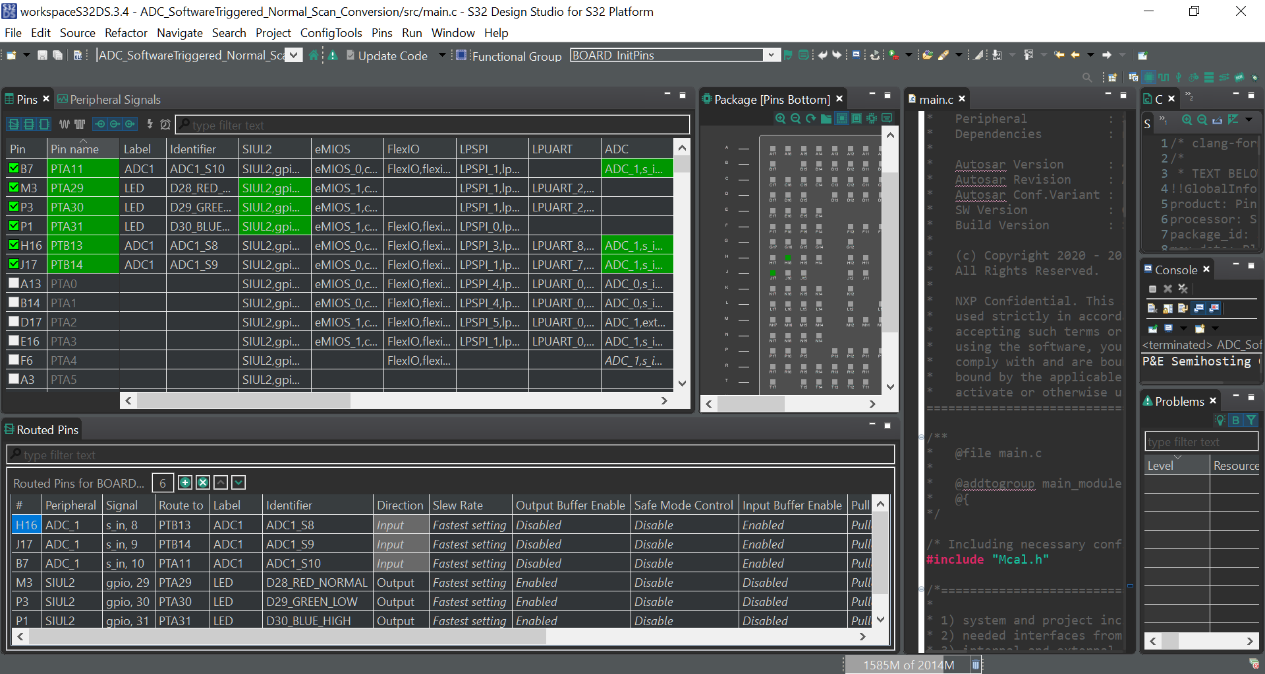 workspaceS32DS.3.4 - ADC_SoftwareTriggered_Normal_Scan_Conversion/src/main.c - S32 Design Studio for S32 Platform
File Edit Source Refactor Navigate Search Project ConfigTools Pins Run Window Help
ADC_SoftwareTriggered_Normal_Sc Update Code Functional Group BOARD_InitPins
Pins Peripheral Signals
type filter text
Pin Pin name Label Identifier SIUL2 eMIOS FlexIO LPSPI LPUART ADC
B7 PTA11 ADC1 ADC1_S10 SIUL2,gpi... eMIOS_0,c... FlexIO,flexi... LPSPI_1,lp... ADC_1,s_i...
M3 PTA29 LED D28_RED_... SIUL2,gpi... eMIOS_1,c... LPSPI_1,lp... LPUART_2,...
P3 PTA30 LED D29_GREE... SIUL2,gpi... eMIOS_1,c... LPSPI_1,lp... LPUART_2,...
P1 PTA31 LED D30_BLUE... SIUL2,gpi... eMIOS_1,c... FlexIO,flexi... LPSPI_0,lp...
H16 PTB13 ADC1 ADC1_S8 SIUL2,gpi... eMIOS_0,c... FlexIO,flexi... LPSPI_3,lp... LPUART_8,... ADC_1,s_i...
J17 PTB14 ADC1 ADC1_S9 SIUL2,gpi... eMIOS_0,c... FlexIO,flexi... LPSPI_1,lp... LPUART_7,... ADC_1,s_i...
A13 PTA0 SIUL2,gpi... eMIOS_0,c... FlexIO,flexi... LPSPI_4,lp... LPUART_0,... ADC_0,s_i...
B14 PTA1 SIUL2,gpi... eMIOS_0,c... FlexIO,flexi... LPSPI_4,lp... LPUART_0,... ADC_0,s_i...
D17 PTA2 SIUL2,gpi... eMIOS_1,c... FlexIO,flexi... LPSPI_5,lp... LPUART_0,... ADC_1,ext...
E16 PTA3 SIUL2,gpi... eMIOS_1,c... FlexIO,flexi... LPSPI_1,lp... LPUART_0,... ADC_1,s_i...
F6 PTA4 SIUL2,gpi... FlexIO,flexi... ADC_1,s_i...
A3 PTA5 SIUL2,gpi...
Package [Pins Bottom]
main.c
* Peripheral :
* Dependencies :
*
* Autosar Version :
* Autosar Revision :
* Autosar Conf.Variant :
* SW Version :
* Build Version :
*
* (c) Copyright 2020 - 20
* All Rights Reserved.
*
* NXP Confidential. This
* used strictly in accord
* accepting such terms or
* using the software, you
* comply with and are bou
* bound by the applicable
* activate or otherwise u
/**
* @file main.c
*
* @addtogroup main_module
* @{
*/
/* Including necessary conf
#include "Mcal.h"
* 1) system and project inc
* 2) needed interfaces from
C
S
1 /* clang-for
2 /*
3 * TEXT BELO
4 !!GlobalInfo
5 product: Pin
6 processor: S
7 package_id:
Console
<terminated> ADC_Sof
P&E Semihosting
Problems
type filter text
Level Resource
Routed Pins
type filter text
Routed Pins for BOARD... 6
# Peripheral Signal Route to Label Identifier Direction Slew Rate Output Buffer Enable Safe Mode Control Input Buffer Enable Pull
H16 ADC_1 s_in, 8 PTB13 ADC1 ADC1_S8 Input Fastest setting Disabled Disable Enabled Pull
J17 ADC_1 s_in, 9 PTB14 ADC1 ADC1_S9 Input Fastest setting Disabled Disable Enabled Pull
B7 ADC_1 s_in, 10 PTA11 ADC1 ADC1_S10 Input Fastest setting Disabled Disable Enabled Pull
M3 SIUL2 gpio, 29 PTA29 LED D28_RED_NORMAL Output Fastest setting Enabled Disable Disabled Pull
P3 SIUL2 gpio, 30 PTA30 LED D29_GREEN_LOW Output Fastest setting Enabled Disable Disabled Pull
P1 SIUL2 gpio, 31 PTA31 LED D30_BLUE_HIGH Output Fastest setting Enabled Disable Disabled Pull
1585M of 2014M